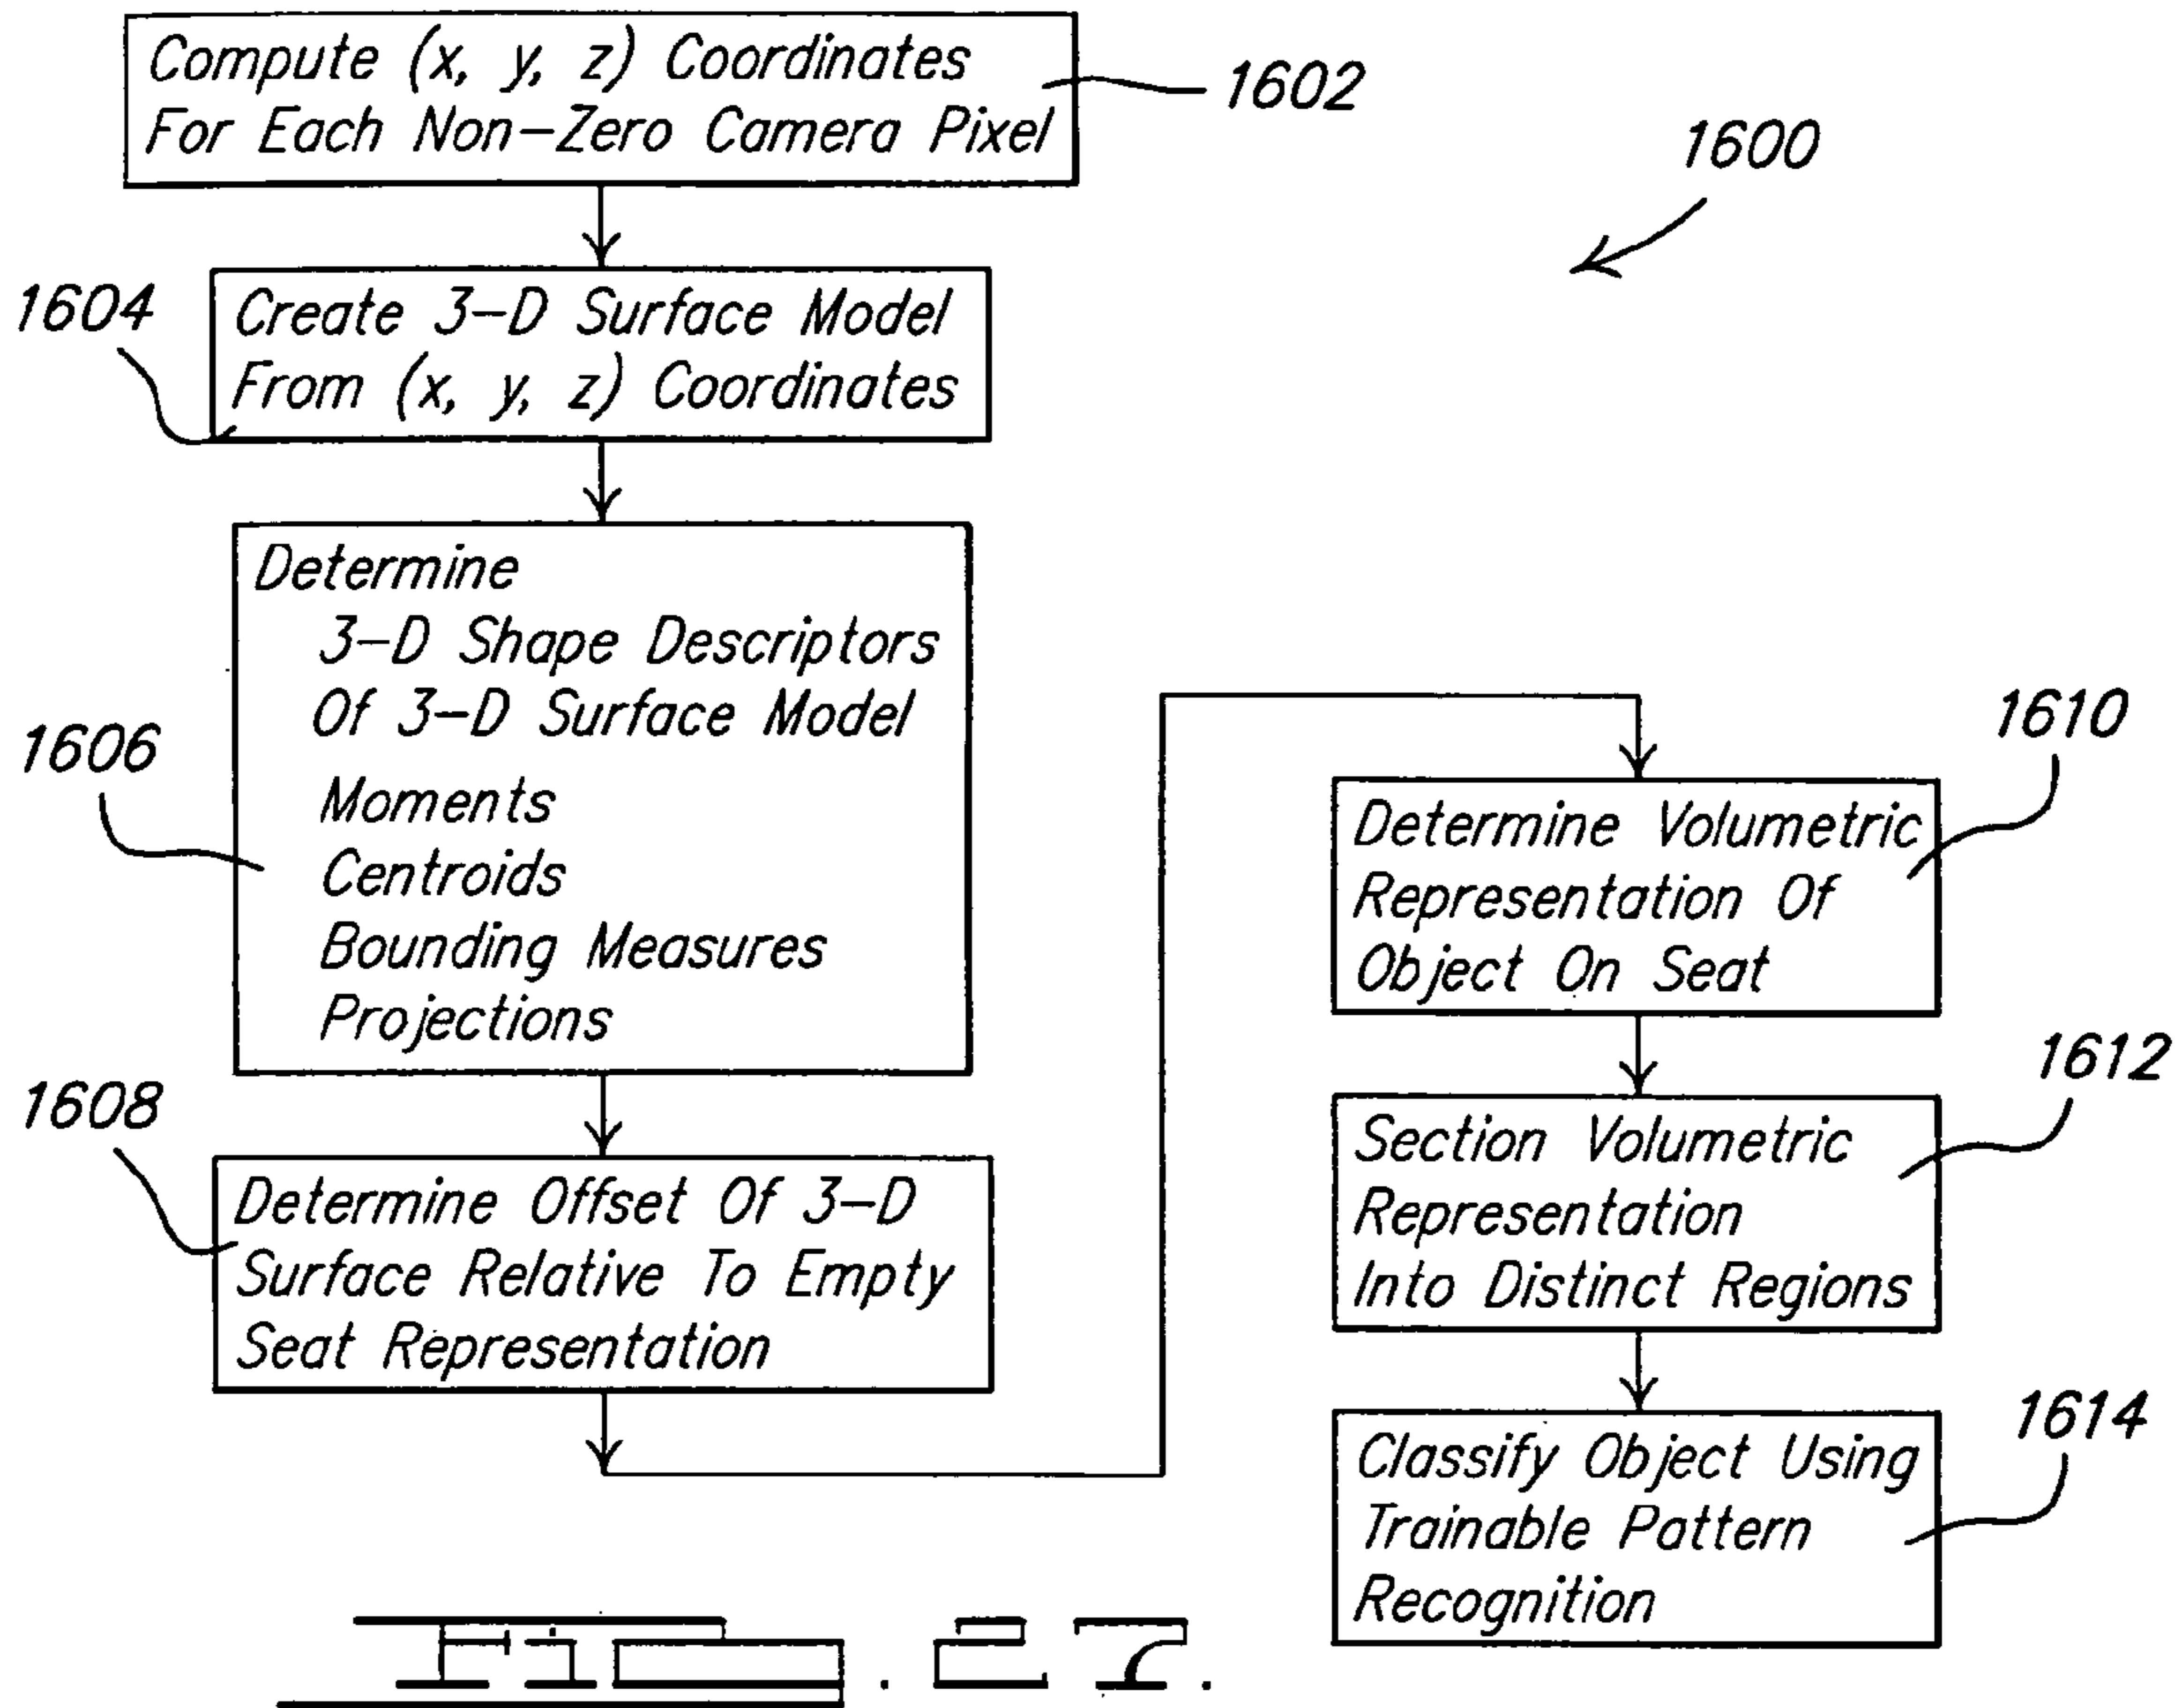 Compute (x, y, z) Coordinates
For Each Non-Zero Camera Pixel
1602
1600
1604
Create 3-D Surface Model
From (x, y, z) Coordinates
1606
Determine
3-D Shape Descriptors
Of 3-D Surface Model
Moments
Centroids
Bounding Measures
Projections
1608
Determine Offset Of 3-D
Surface Relative To Empty
Seat Representation
1610
Determine Volumetric
Representation Of
Object On Seat
1612
Section Volumetric
Representation
Into Distinct Regions
1614
Classify Object Using
Trainable Pattern
Recognition
Fig. 27.